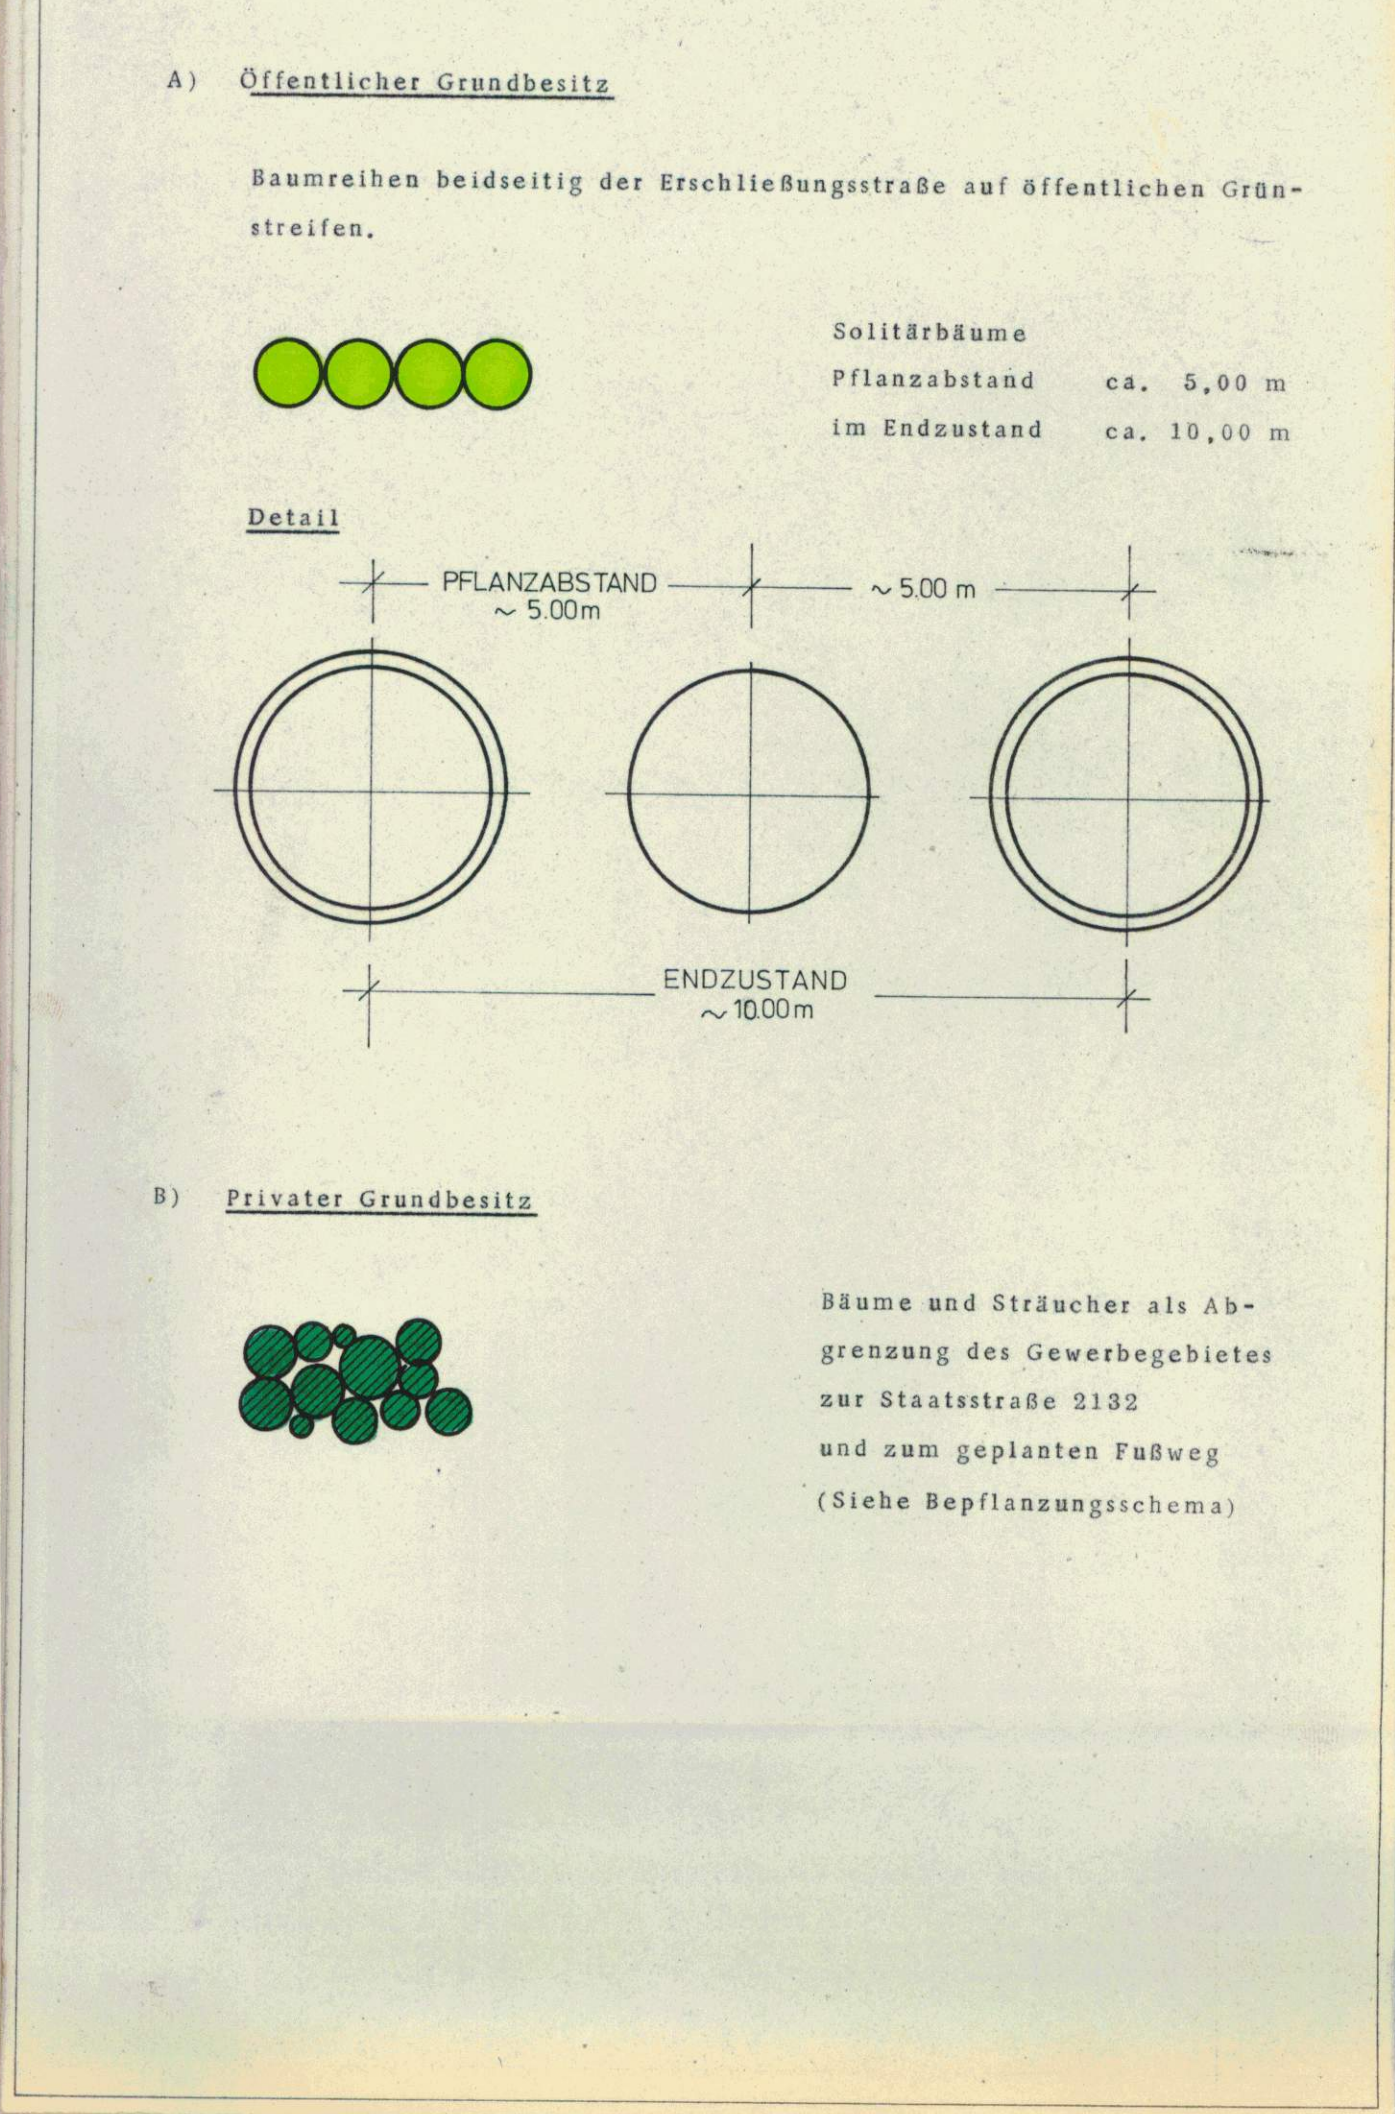 A) Öffentlicher Grundbesitz
Baumreihen beidseitig der Erschließungsstraße auf öffentlichen Grün-
streifen.
Solitärbäume
Pflanzabstand ca. 5,00 m
im Endzustand ca. 10,00 m
Detail
PFLANZABSTAND
~ 5.00 m
~ 5.00 m
ENDZUSTAND
~ 10.00 m
B) Privater Grundbesitz
Bäume und Sträucher als Ab-
grenzung des Gewerbegebietes
zur Staatsstraße 2132
und zum geplanten Fußweg
(Siehe Bepflanzungsschema)